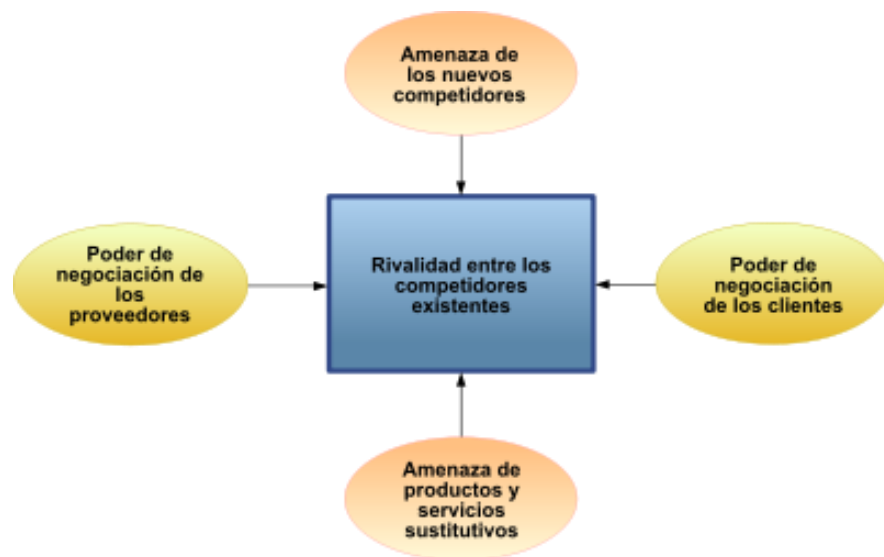 Amenaza de
los nuevos
competidores
Poder de
negociación de
los
proveedores
Rivalidad entre los
competidores
existentes
Poder de
negociación
de los clientes
Amenaza de
productos y
servicios
sustitutivos